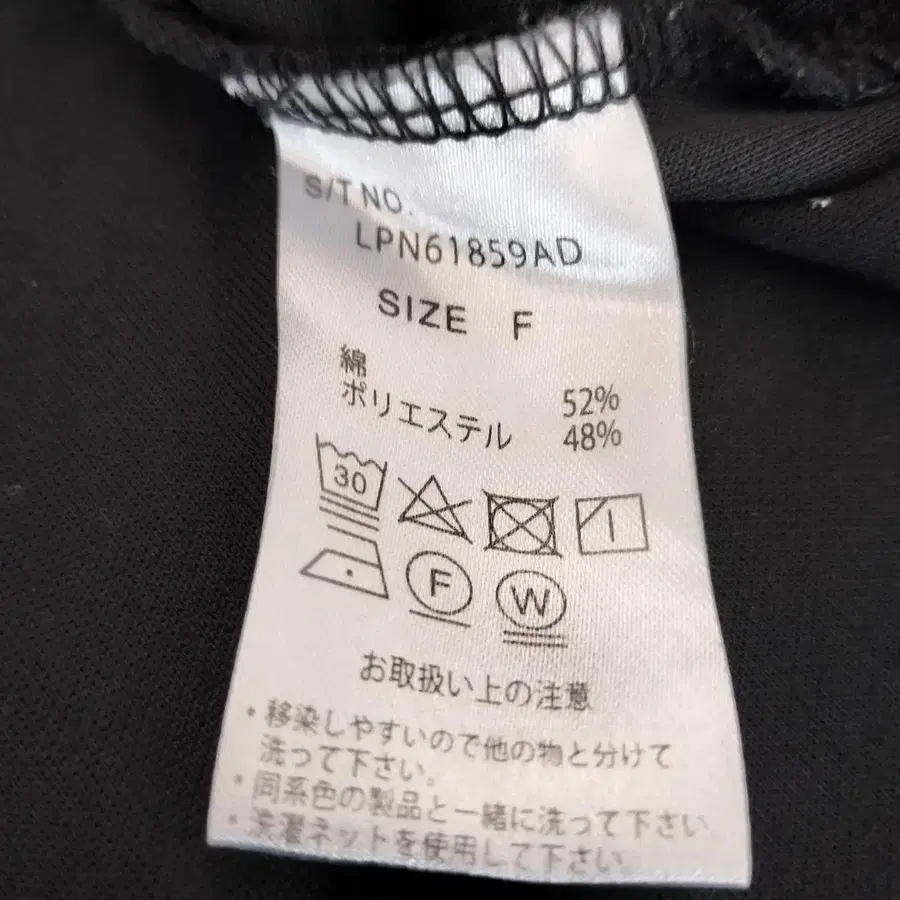 S/T NO.
LPN61859AD
SIZE F
綿 52%
ポリエステル 48%
30
F W
お取扱い上の注意
・移染しやすいので他の物と分けて
洗って下さい。
・同系色の製品と一緒に洗って下さい
・洗濯ネットを使用して下さい。